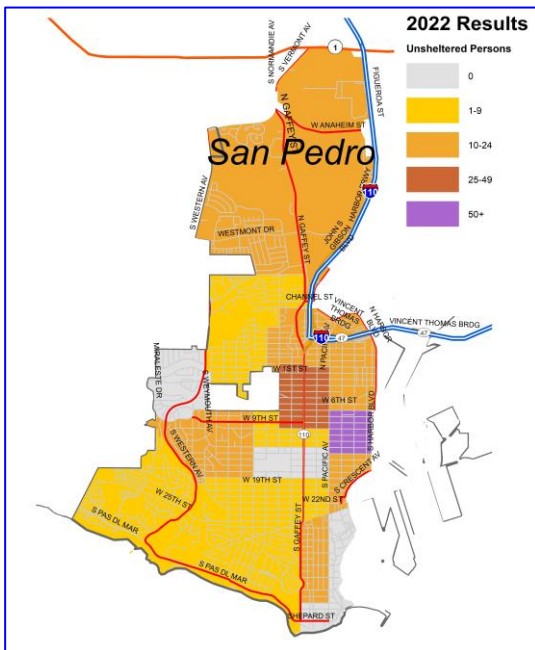 2022 Results
Unsheltered Persons
0
1-9
10-24
25-49
50+
S NORMANDIE AV
S VERMONT AV
1
FIGUEROA ST
N GAFFEY ST
W ANAHEIM ST
San Pedro
S WESTERN AV
110
HARBOR FRWY
JOHN S
GIBSON
BLVD
N GAFFEY ST
WESTMONT DR
CHANNEL ST
VINCENT
THOMAS
BRDG
N HARBOR
BLVD
VINCENT THOMAS BRDG
110
47
47
N PACIFIC AV
MIRALESTE DR
W 1ST ST
S WEYMOUTH AV
W 6TH ST
W 9TH ST
110
S HARBOR BLVD
S WESTERN AV
S PACIFIC AV
S CRESCENT AV
W 19TH ST
W 25TH ST
W 22ND ST
S PAS DL MAR
S GAFFEY ST
S PAS DL MAR
SHEPARD ST